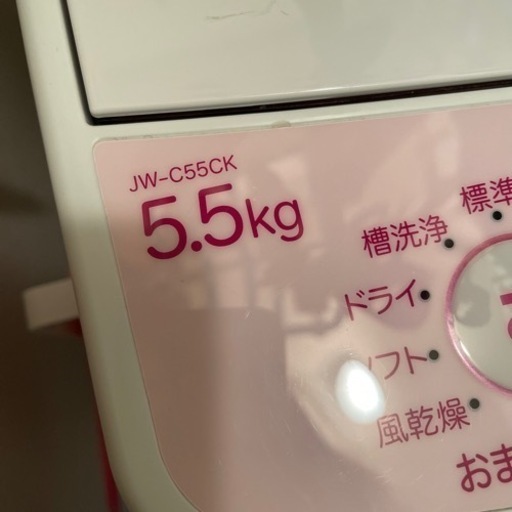 JW-C55CK
5.5kg
標準
槽洗浄
ドライ
ソフト
風乾燥
おま